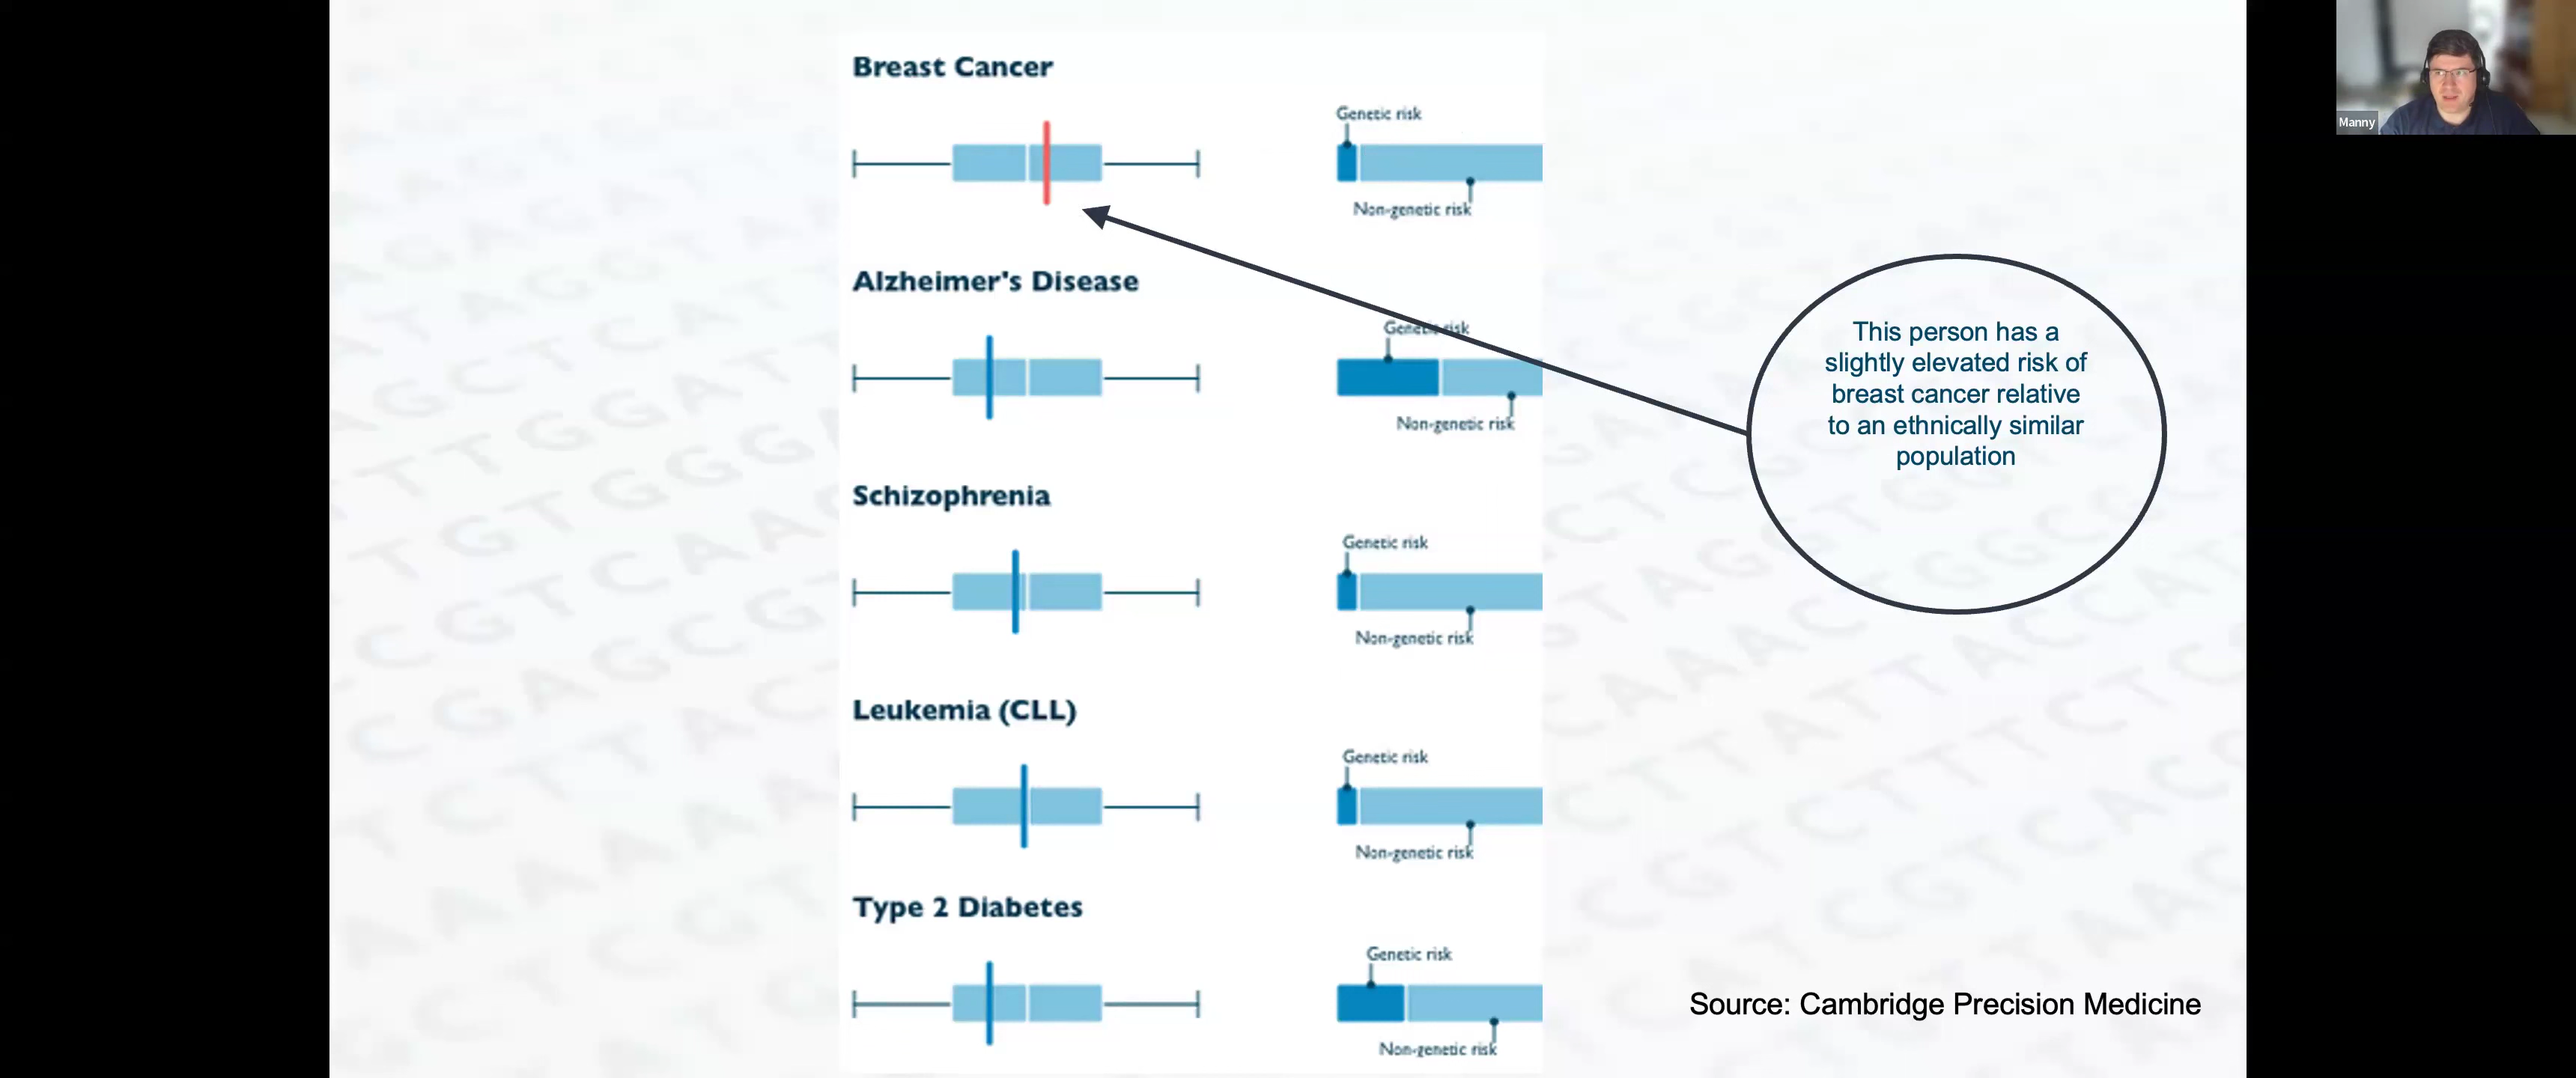 Breast Cancer
Genetic risk
Non-genetic risk
Alzheimer's Disease
Genetic risk
Non-genetic risk
Schizophrenia
Genetic risk
Non-genetic risk
Leukemia (CLL)
Genetic risk
Non-genetic risk
Type 2 Diabetes
Genetic risk
Non-genetic risk
This person has a
slightly elevated risk of
breast cancer relative
to an ethnically similar
population
Source: Cambridge Precision Medicine
Manny